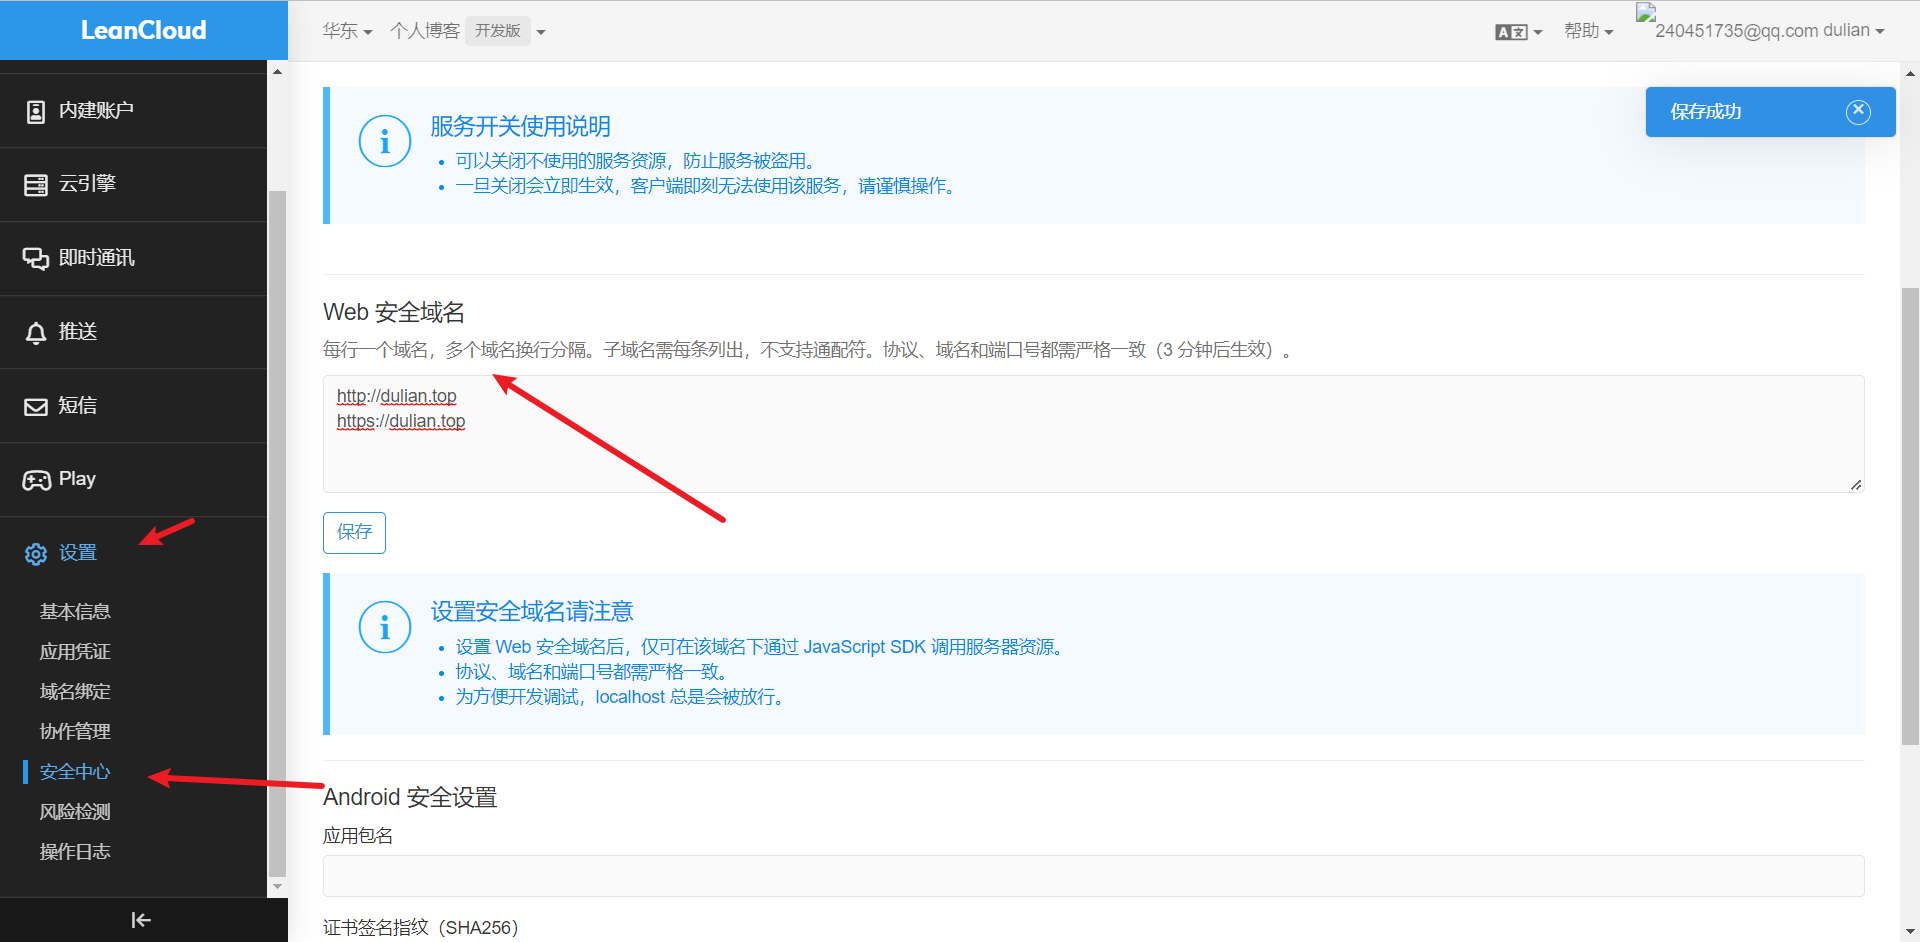 LeanCloud
华东
个人博客
开发版
帮助
240451735@qq.com dulian
内建账户
云引擎
即时通讯
推送
短信
Play
设置
基本信息
应用凭证
域名绑定
协作管理
安全中心
风险检测
操作日志
保存成功
服务开关使用说明
可以关闭不使用的服务资源，防止服务被盗用。
一旦关闭会立即生效，客户端即刻无法使用该服务，请谨慎操作。
Web 安全域名
每行一个域名，多个域名换行分隔。子域名需每条列出，不支持通配符。协议、域名和端口号都需严格一致（3 分钟后生效）。
http://dulian.top
https://dulian.top
保存
设置安全域名请注意
设置 Web 安全域名后，仅可在该域名下通过 JavaScript SDK 调用服务器资源。
协议、域名和端口号都需严格一致。
为方便开发调试，localhost 总是会被放行。
Android 安全设置
应用包名
证书签名指纹（SHA256）